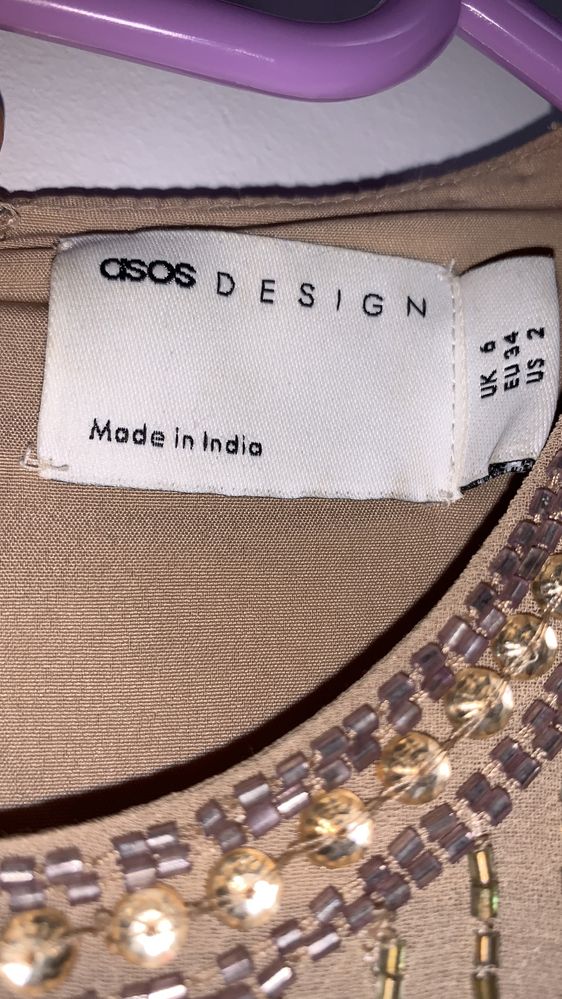 asos DESIGN
Made in India
UK 6
EU 34
US 2